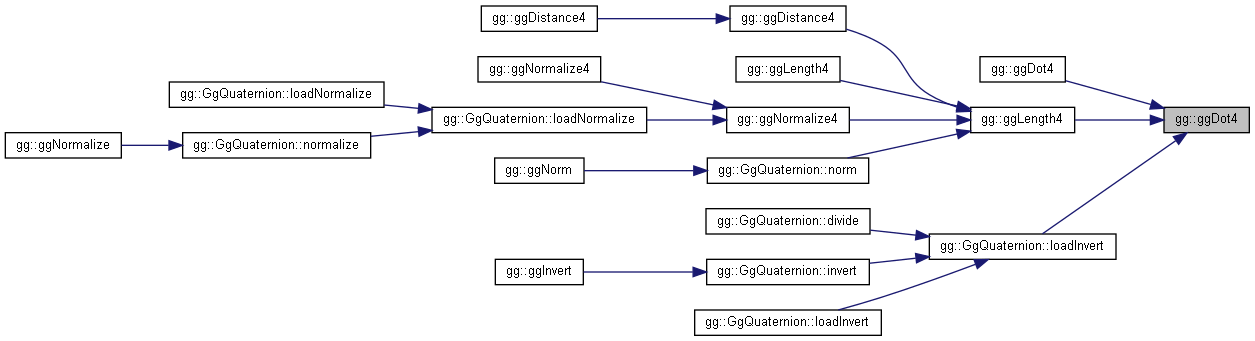 gg::ggDistance4
gg::ggDistance4
gg::ggNormalize4
gg::ggLength4
gg::ggDot4
gg::GgQuaternion::loadNormalize
gg::GgQuaternion::loadNormalize
gg::ggNormalize4
gg::ggLength4
gg::ggDot4
gg::ggNormalize
gg::GgQuaternion::normalize
gg::ggNorm
gg::GgQuaternion::norm
gg::GgQuaternion::divide
gg::GgQuaternion::loadInvert
gg::ggInvert
gg::GgQuaternion::invert
gg::GgQuaternion::loadInvert